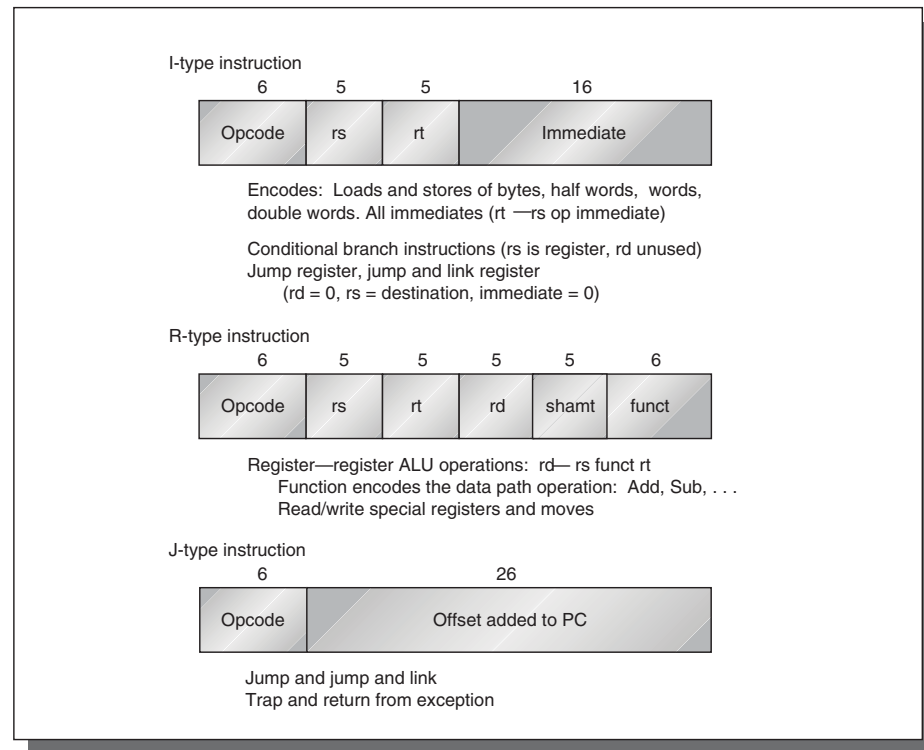 I-type instruction
6 5 5 16
Opcode rs rt Immediate
Encodes: Loads and stores of bytes, half words, words,
double words. All immediates (rt —rs op immediate)
Conditional branch instructions (rs is register, rd unused)
Jump register, jump and link register
(rd = 0, rs = destination, immediate = 0)
R-type instruction
6 5 5 5 5 6
Opcode rs rt rd shamt funct
Register—register ALU operations: rd— rs funct rt
Function encodes the data path operation: Add, Sub, . . .
Read/write special registers and moves
J-type instruction
6 26
Opcode Offset added to PC
Jump and jump and link
Trap and return from exception